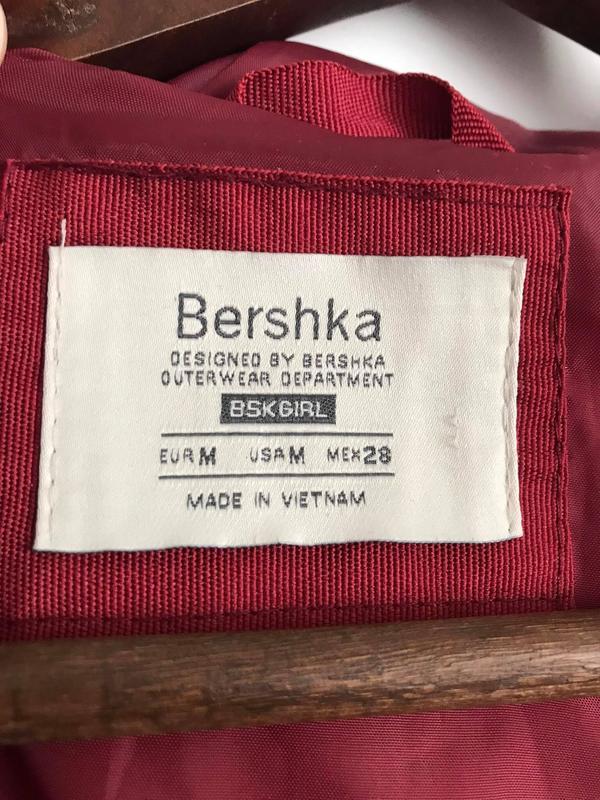 Bershka
DESIGNED BY BERSHKA
OUTERWEAR DEPARTMENT
BSKGIRL
EUR M USA M MEX 28
MADE IN VIETNAM